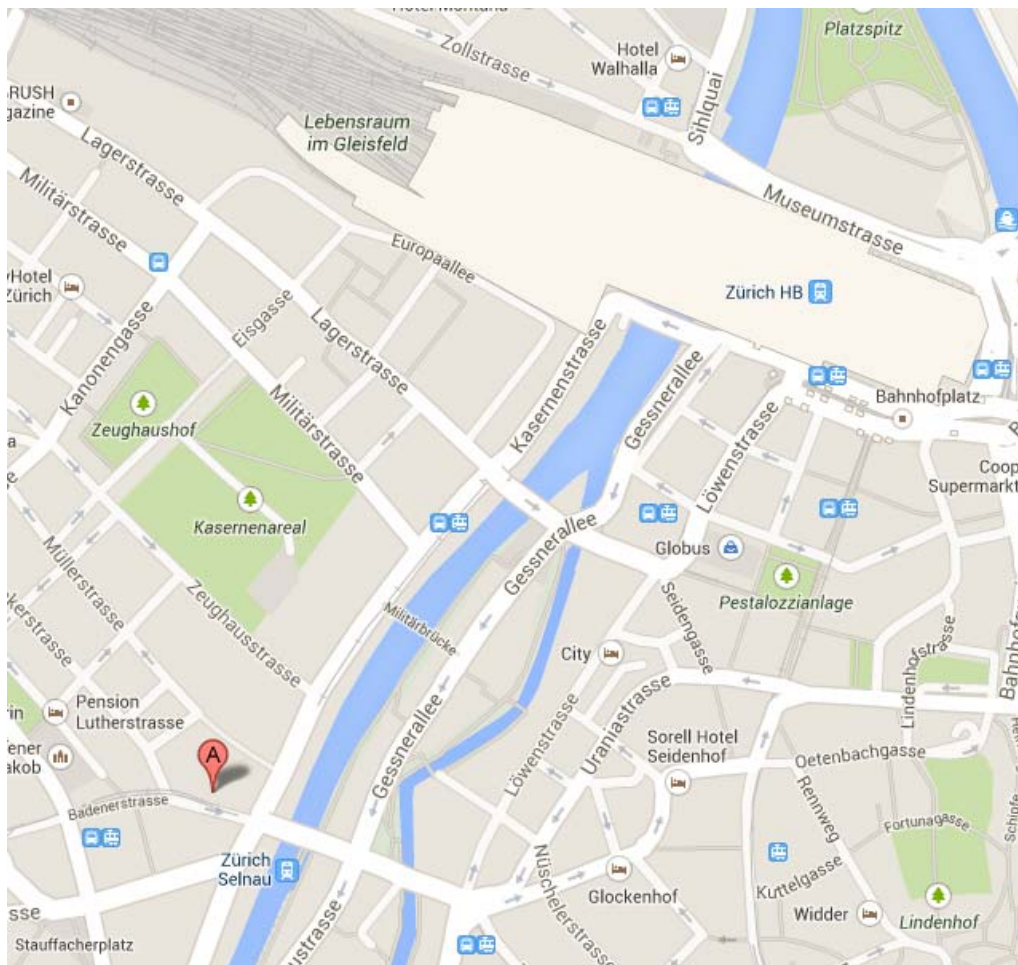 Platzspitz
Zollstrasse
Hotel
Walhalla
Sihlquai
Lebensraum
im Gleisfeld
Lagerstrasse
Militärstrasse
Museumstrasse
Europaallee
Zürich HB
Hotel
Zürich
Eisgasse
Lagerstrasse
Kanonengasse
Kasernenstrasse
Gessnerallee
Bahnhofplatz
Zeughaushof
Militärstrasse
Löwenstrasse
Coop
Supermarkt
Kasernenareal
Gessnerallee
Globus
Müllerstrasse
Zeughausstrasse
Pestalozzianlage
Militärbrücke
Seidengasse
City
Lindenhofstrasse
Pension
Lutherstrasse
Gessnerallee
Löwenstrasse
Uraniastrasse
Sorell Hotel
Seidenhof
Oetenbachgasse
A
Badenerstrasse
Rennweg
Fortunagasse
Zürich
Selnau
Nüschelerstrasse
Glockenhof
Kuttelgasse
Widder
Lindenhof
Stauffacherplatz